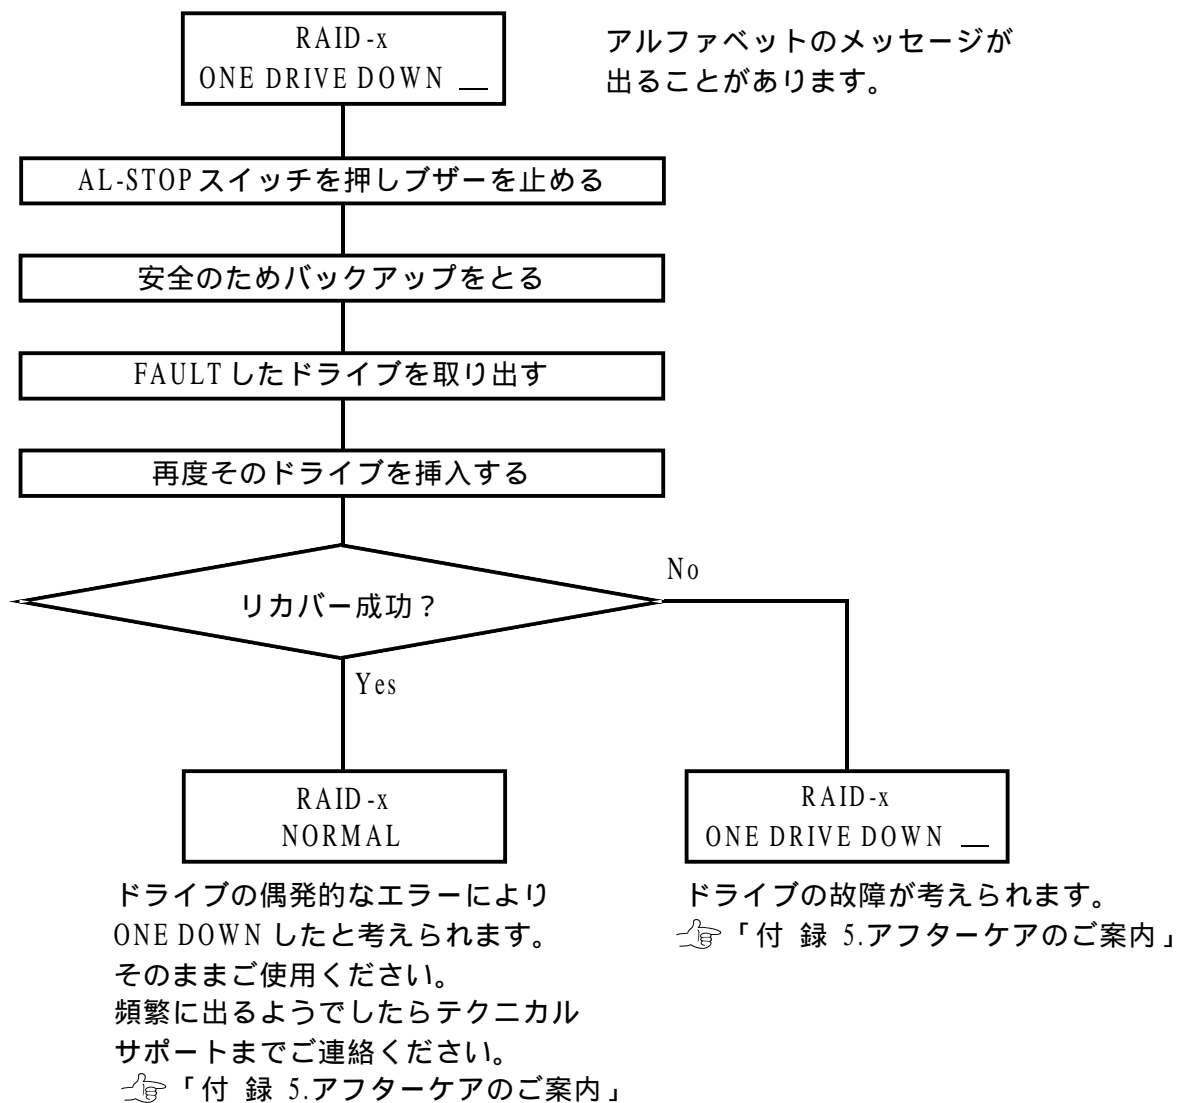 RAID-x
ONE DRIVE DOWN __
アルファベットのメッセージが
出ることがあります。
AL-STOPスイッチを押しブザーを止める
安全のためバックアップをとる
FAULTしたドライブを取り出す
再度そのドライブを挿入する
リカバー成功？
No
Yes
RAID-x
NORMAL
ドライブの偶発的なエラーにより
ONE DOWNしたと考えられます。
そのままご使用ください。
頻繁に出るようでしたらテクニカル
サポートまでご連絡ください。
「付 録 5.アフターケアのご案内」
RAID-x
ONE DRIVE DOWN __
ドライブの故障が考えられます。
「付 録 5.アフターケアのご案内」